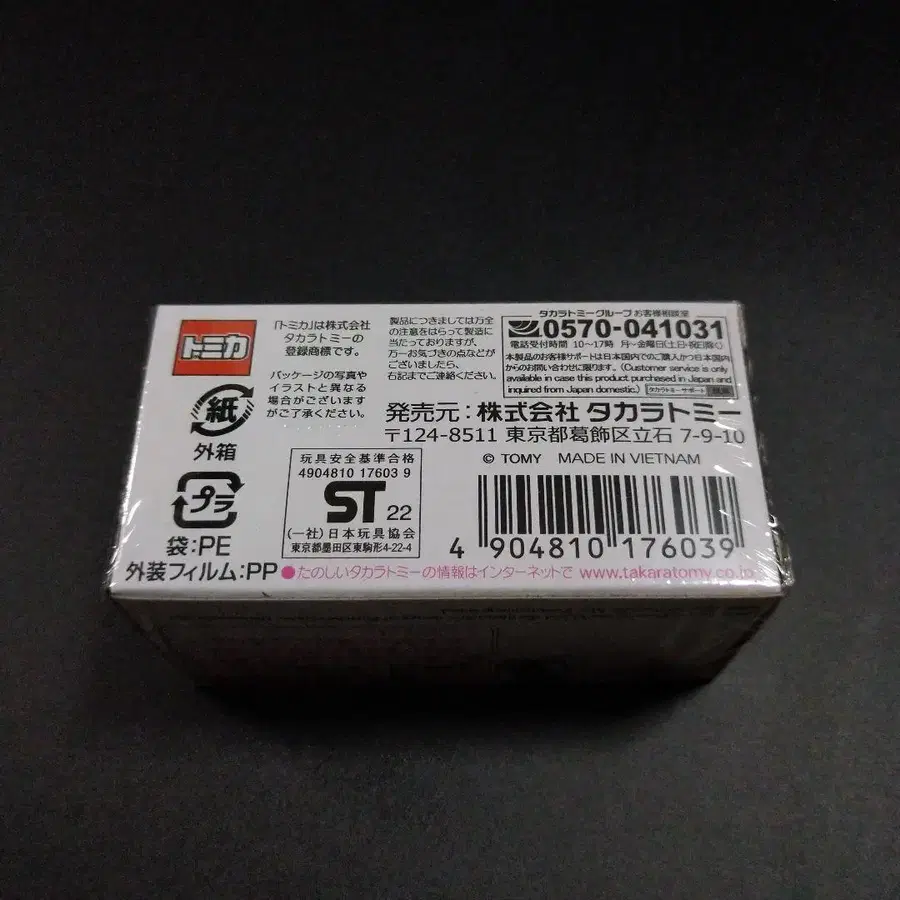 トミカ
「トミカ」は株式会社
タカラトミーの
登録商標です。
パッケージの写真や
イラストと異なる
場合がございます
がご了承ください。
製品につきましては万全
の注意をはらって製造に
当たっておりますが、
万一お気づきの点などが
ございましたら、
右記までご連絡ください。
タカラトミーグループ お客様相談室
0570-041031
電話受付時間 10〜17時 月〜金曜日(土日・祝日除く)
本製品のお客様サポートは日本国内でのご購入かつ日本国内
からのお問い合わせに限ります。(Customer service is only
available in case this product purchased in Japan and
inquired from Japan domestic.)
タカラトミーサポート 検索
発売元:株式会社 タカラトミー
〒124-8511 東京都葛飾区立石 7-9-10
© TOMY MADE IN VIETNAM
紙
外箱
プラ
袋:PE
外装フィルム:PP
玩具安全基準合格
4904810 17603 9
ST 22
(一社)日本玩具協会
東京都墨田区東駒形4-22-4
4 904810 176039
●たのしいタカラトミーの情報はインターネットで www.takaratomy.co.jp